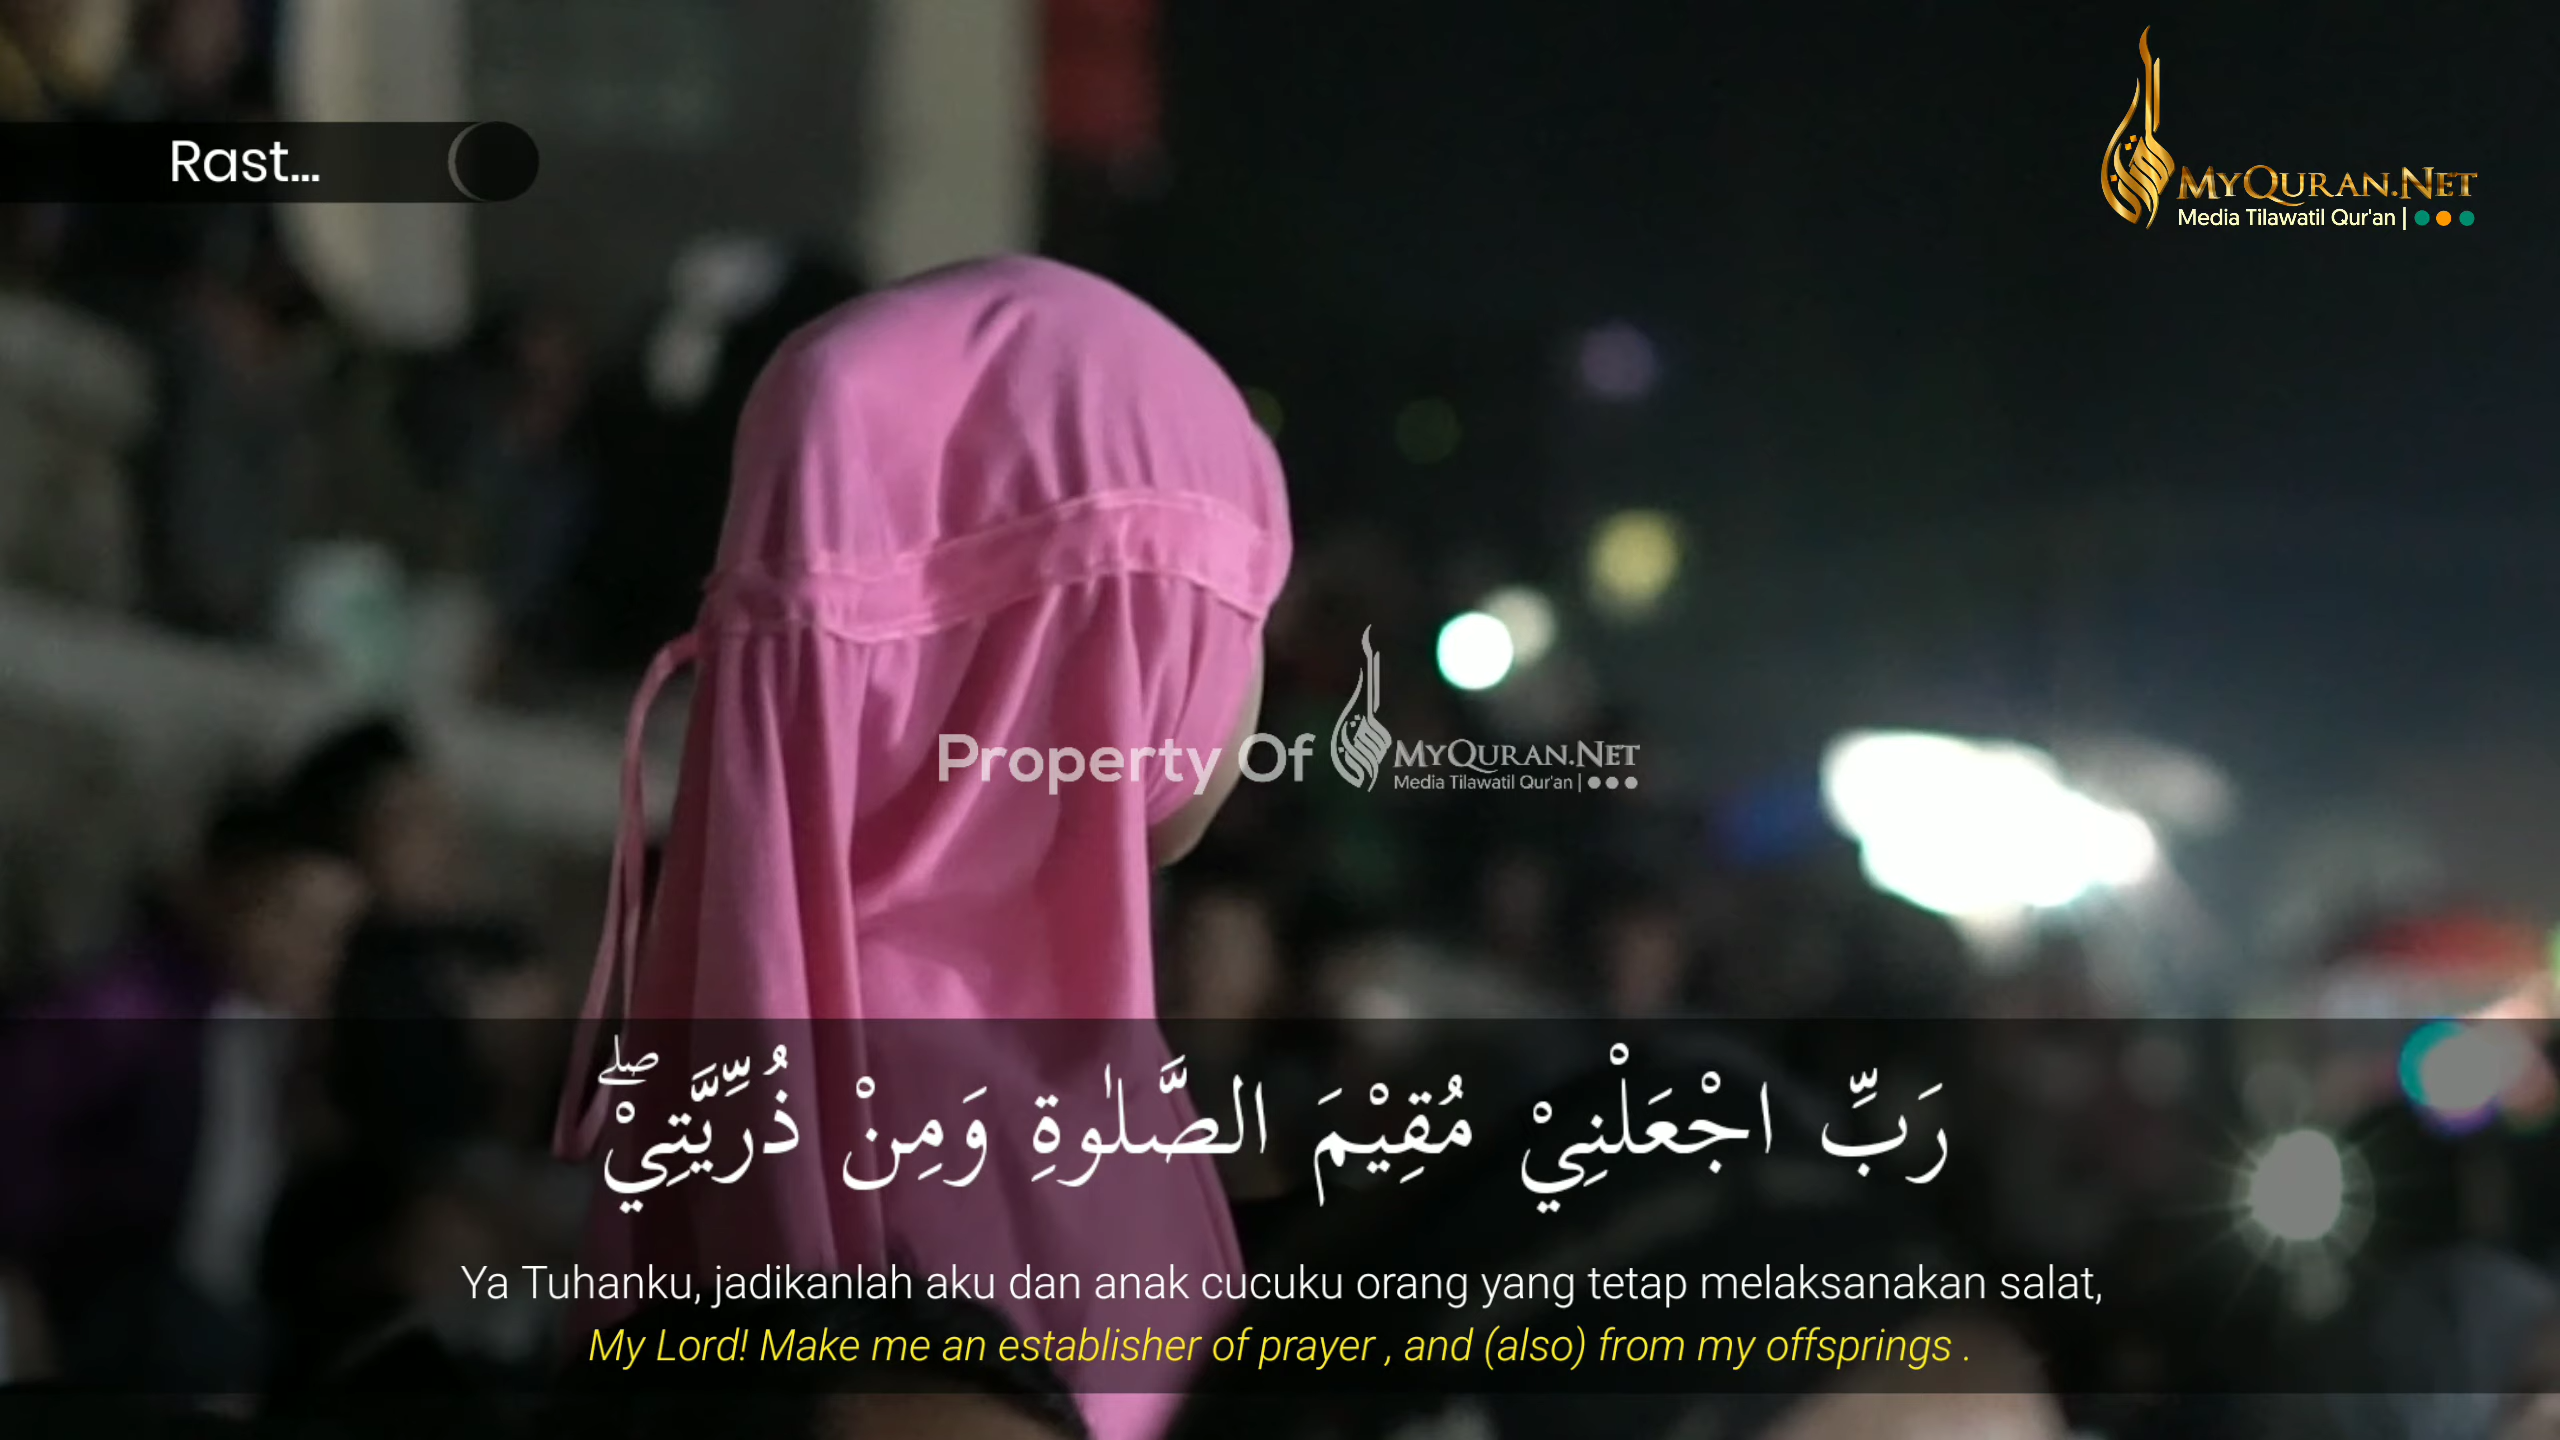 Rast...
MyQuran.Net
Media Tilawatil Qur'an |
Property Of MyQuran.Net
Media Tilawatil Qur'an |
رَبِّ اجْعَلْنِيْ مُقِيْمَ الصَّلٰوةِ وَمِنْ ذُرِّيَّتِيْۖ
Ya Tuhanku, jadikanlah aku dan anak cucuku orang yang tetap melaksanakan salat,
My Lord! Make me an establisher of prayer , and (also) from my offsprings .